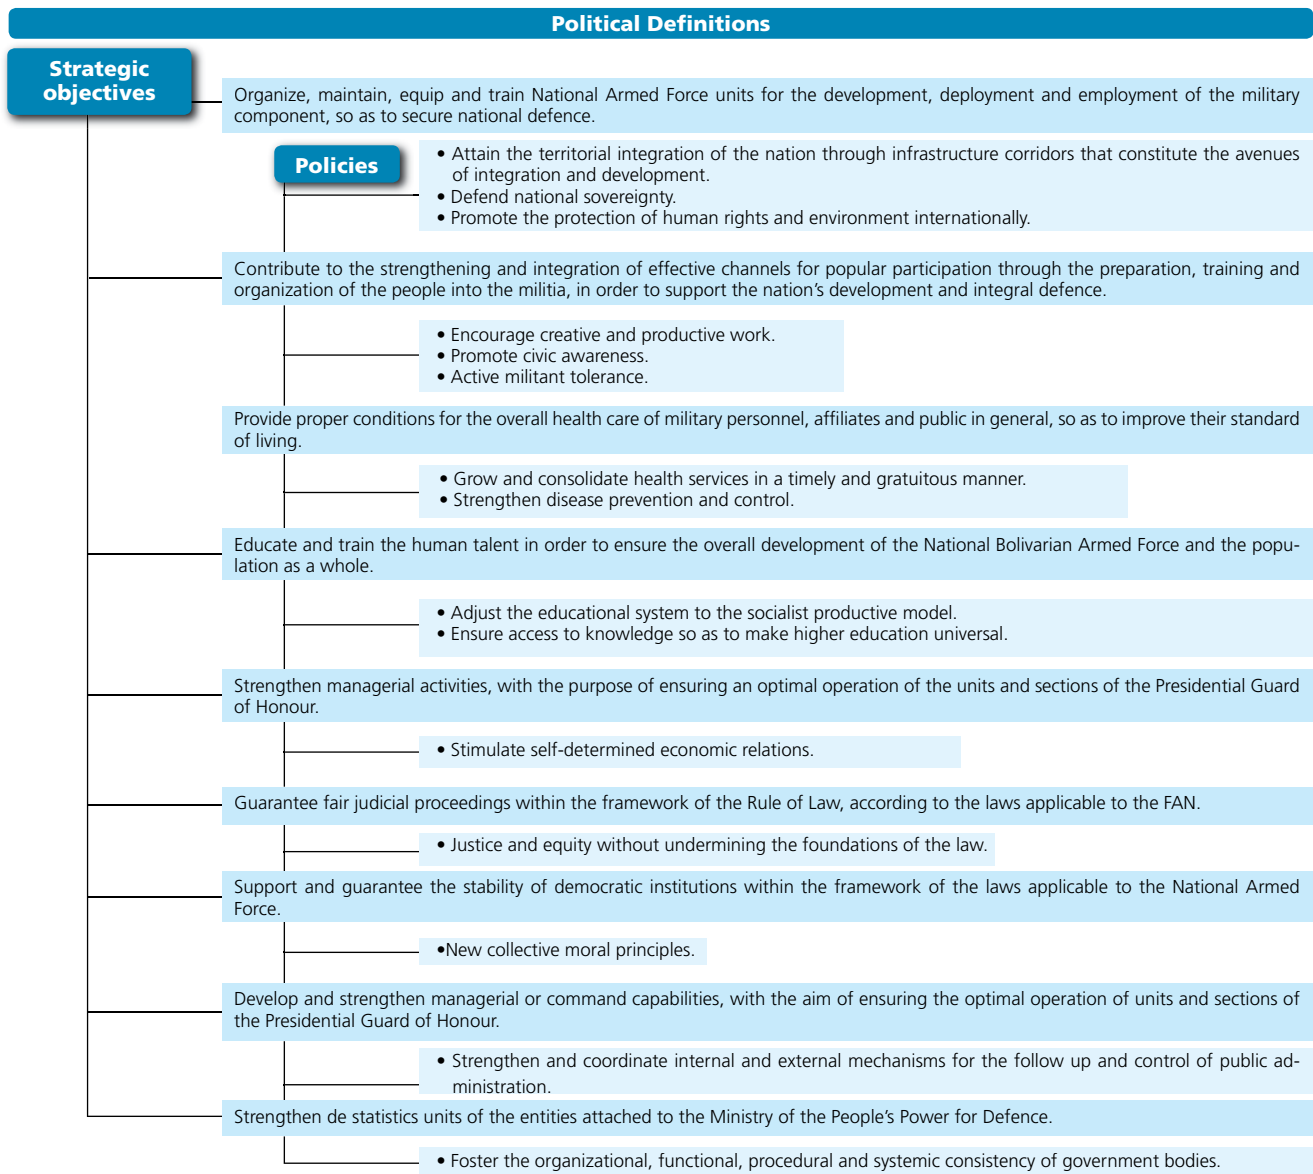 Political Definitions
Strategic
objectives
Organize, maintain, equip and train National Armed Force units for the development, deployment and employment of the military
component, so as to secure national defence.
Policies
• Attain the territorial integration of the nation through infrastructure corridors that constitute the avenues
of integration and development.
• Defend national sovereignty.
• Promote the protection of human rights and environment internationally.
Contribute to the strengthening and integration of effective channels for popular participation through the preparation, training and
organization of the people into the militia, in order to support the nation's development and integral defence.
• Encourage creative and productive work.
• Promote civic awareness.
• Active militant tolerance.
Provide proper conditions for the overall health care of military personnel, affiliates and public in general, so as to improve their standard
of living.
• Grow and consolidate health services in a timely and gratuitous manner.
• Strengthen disease prevention and control.
Educate and train the human talent in order to ensure the overall development of the National Bolivarian Armed Force and the popu-
lation as a whole.
• Adjust the educational system to the socialist productive model.
• Ensure access to knowledge so as to make higher education universal.
Strengthen managerial activities, with the purpose of ensuring an optimal operation of the units and sections of the Presidential Guard
of Honour.
• Stimulate self-determined economic relations.
Guarantee fair judicial proceedings within the framework of the Rule of Law, according to the laws applicable to the FAN.
• Justice and equity without undermining the foundations of the law.
Support and guarantee the stability of democratic institutions within the framework of the laws applicable to the National Armed
Force.
•New collective moral principles.
Develop and strengthen managerial or command capabilities, with the aim of ensuring the optimal operation of units and sections of
the Presidential Guard of Honour.
• Strengthen and coordinate internal and external mechanisms for the follow up and control of public ad-
ministration.
Strengthen de statistics units of the entities attached to the Ministry of the People's Power for Defence.
• Foster the organizational, functional, procedural and systemic consistency of government bodies.